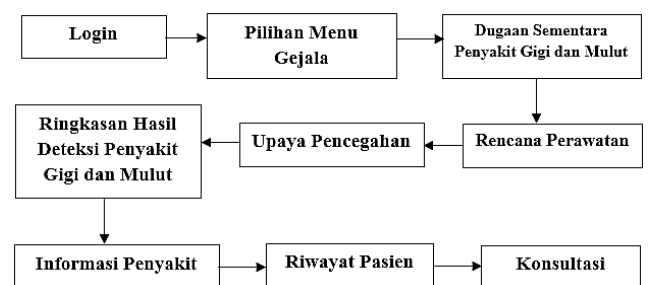 Login
Pilihan Menu
Gejala
Dugaan Sementara
Penyakit Gigi dan Mulut
Rencana Perawatan
Upaya Pencegahan
Ringkasan Hasil
Deteksi Penyakit
Gigi dan Mulut
Informasi Penyakit
Riwayat Pasien
Konsultasi